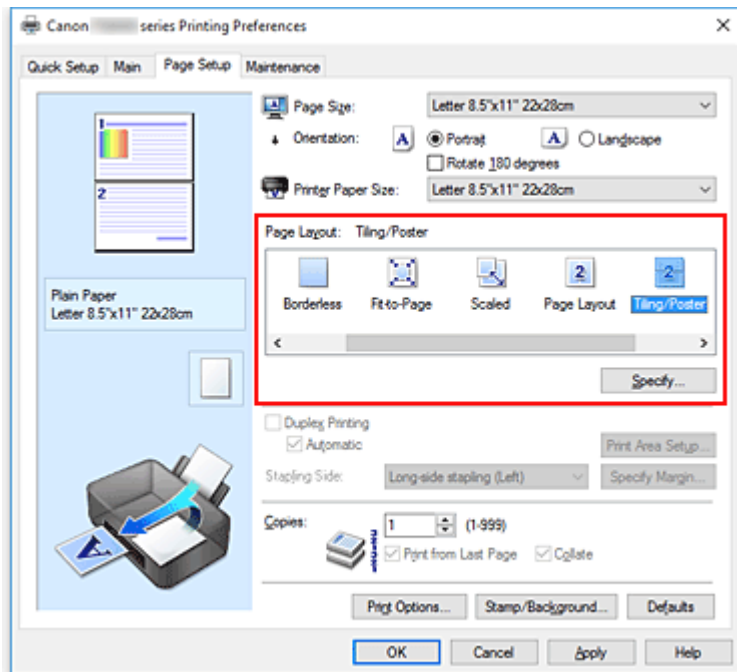 Canon series Printing Preferences
Quick Setup Main Page Setup Maintenance
1
2
Plain Paper
Letter 8.5"x11" 22x28cm
Page Size: Letter 8.5"x11" 22x28cm
Orientation: A Portrait A Landscape
Rotate 180 degrees
Printer Paper Size: Letter 8.5"x11" 22x28cm
Page Layout: Tiling/Poster
2 2
Borderless Fit-to-Page Scaled Page Layout Tiling/Poster
Specify...
Duplex Printing
Automatic Print Area Setup...
Stapling Side: Long-side stapling (Left) Specify Margin...
Copies: 1 (1-999)
Print from Last Page Collate
A
Print Options... Stamp/Background... Defaults
OK Cancel Apply Help